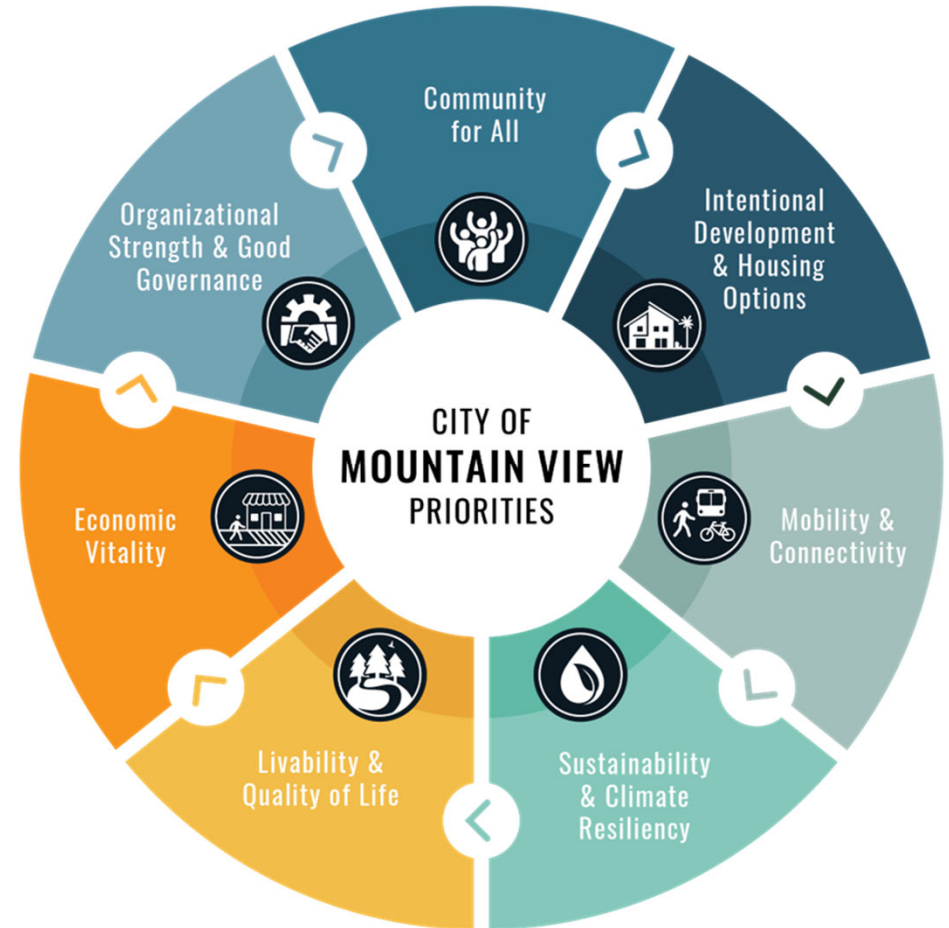 CITY OF
MOUNTAIN VIEW
PRIORITIES
Community
for All
Intentional
Development
& Housing
Options
Mobility &
Connectivity
Sustainability
& Climate
Resiliency
Livability &
Quality of Life
Economic
Vitality
Organizational
Strength & Good
Governance